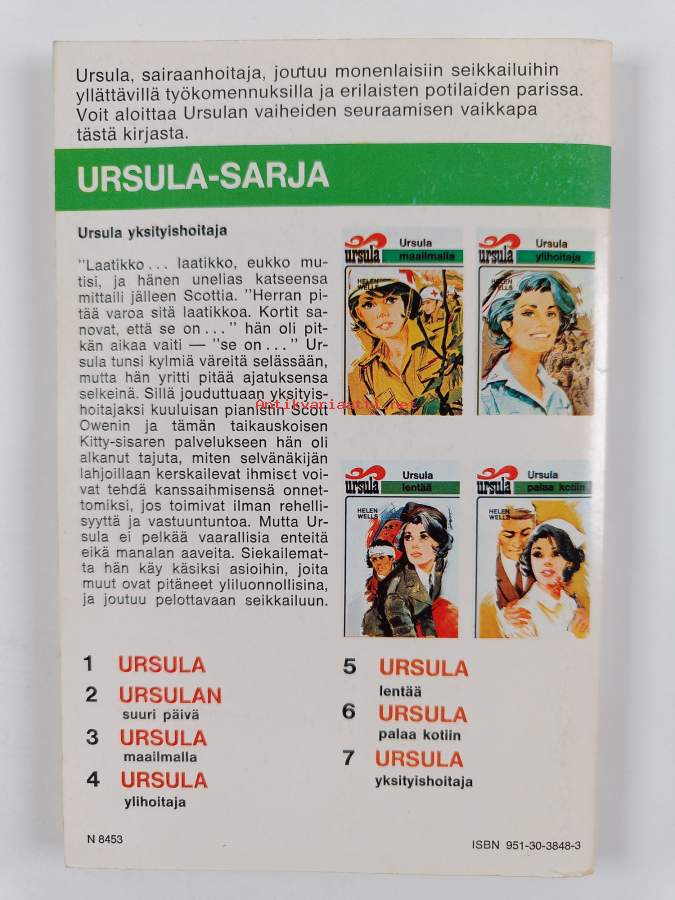 Ursula, sairaanhoitaja, joutuu monenlaisiin seikkailuihin
yllättävillä työkomennuksilla ja erilaisten potilaiden parissa.
Voit aloittaa Ursulan vaiheiden seuraamisen vaikkapa
tästä kirjasta.
URSULA-SARJA
Ursula yksityishoitaja
"Laatikko... laatikko, eukko mu-
tisi, ja hänen unelias katseensa
mittaili jälleen Scottia. "Herran pi-
tää varoa sitä laatikkoa. Kortit sa-
novat, että se on..." hän oli pit-
kän aikaa vaiti — "se on..." Ur-
sula tunsi kylmiä väreitä selässään,
mutta hän yritti pitää ajatuksensa
selkeinä. Sillä jouduttuaan yksityis-
hoitajaksi kuuluisan pianistin Scott
Owenin ja tämän taikauskoisen
Kitty-sisaren palvelukseen hän oli
alkanut tajuta, miten selvänäkijän
lahjoillaan kerskailevat ihmiset voi-
vat tehdä kanssaihmisensä onnet-
tomiksi, jos toimivat ilman rehelli-
syyttä ja vastuuntuntoa. Mutta Ur-
sula ei pelkää vaarallisia enteitä
eikä manalan aaveita. Siekailemat-
ta hän käy käsiksi asioihin, joita
muut ovat pitäneet yliluonnollisina,
ja joutuu pelottavaan seikkailuun.
ursula
Ursula
maailmalla
HELEN
WELLS
ursula
Ursula
ylihoitaja
HELEN
WELLS
ursula
Ursula
lentää
HELEN
WELLS
ursula
Ursula
palaa kotiin
HELEN
WELLS
Antikvariaatti.net
1 URSULA
2 URSULAN
suuri päivä
3 URSULA
maailmalla
4 URSULA
ylihoitaja
5 URSULA
lentää
6 URSULA
palaa kotiin
7 URSULA
yksityishoitaja
N 8453
ISBN 951-30-3848-3